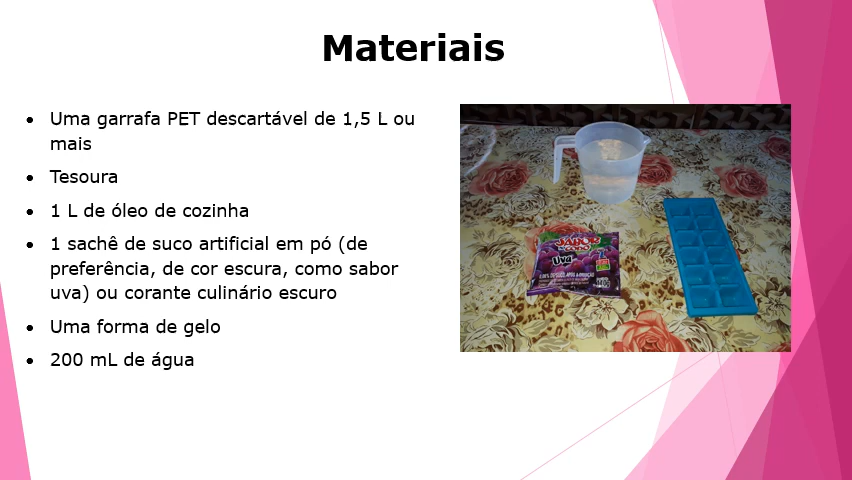 Materiais
• Uma garrafa PET descartável de 1,5 L ou
mais
• Tesoura
• 1 L de óleo de cozinha
• 1 sachê de suco artificial em pó (de
preferência, de cor escura, como sabor
uva) ou corante culinário escuro
• Uma forma de gelo
• 200 mL de água
Uva